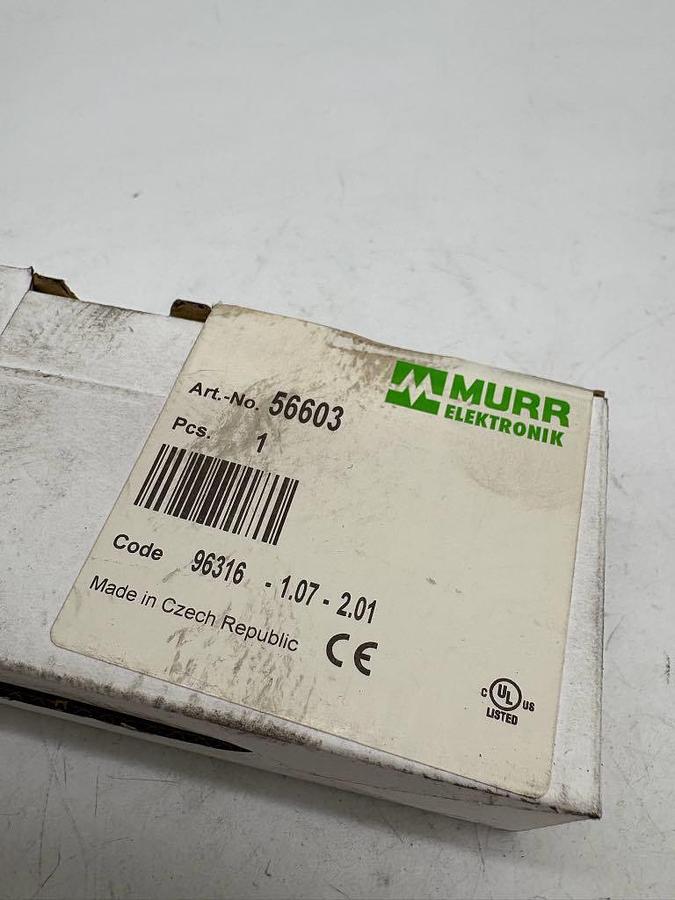 MURR
ELEKTRONIK
Art.-No. 56603
Pcs. 1
Code 96316 - 1.07 - 2.01
Made in Czech Republic CE
C UL US
LISTED